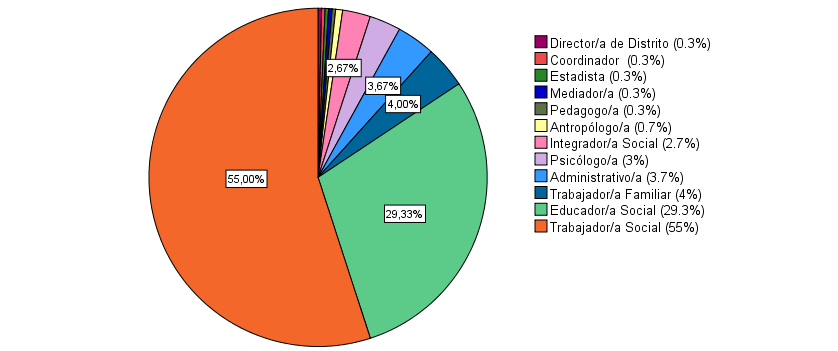 2,67%
3,67%
4,00%
55,00%
29,33%
Director/a de Distrito (0.3%)
Coordinador  (0.3%)
Estadista (0.3%)
Mediador/a (0.3%)
Pedagogo/a (0.3%)
Antropólogo/a (0.7%)
Integrador/a Social (2.7%)
Psicólogo/a (3%)
Administrativo/a (3.7%)
Trabajador/a Familiar (4%)
Educador/a Social (29.3%)
Trabajador/a Social (55%)